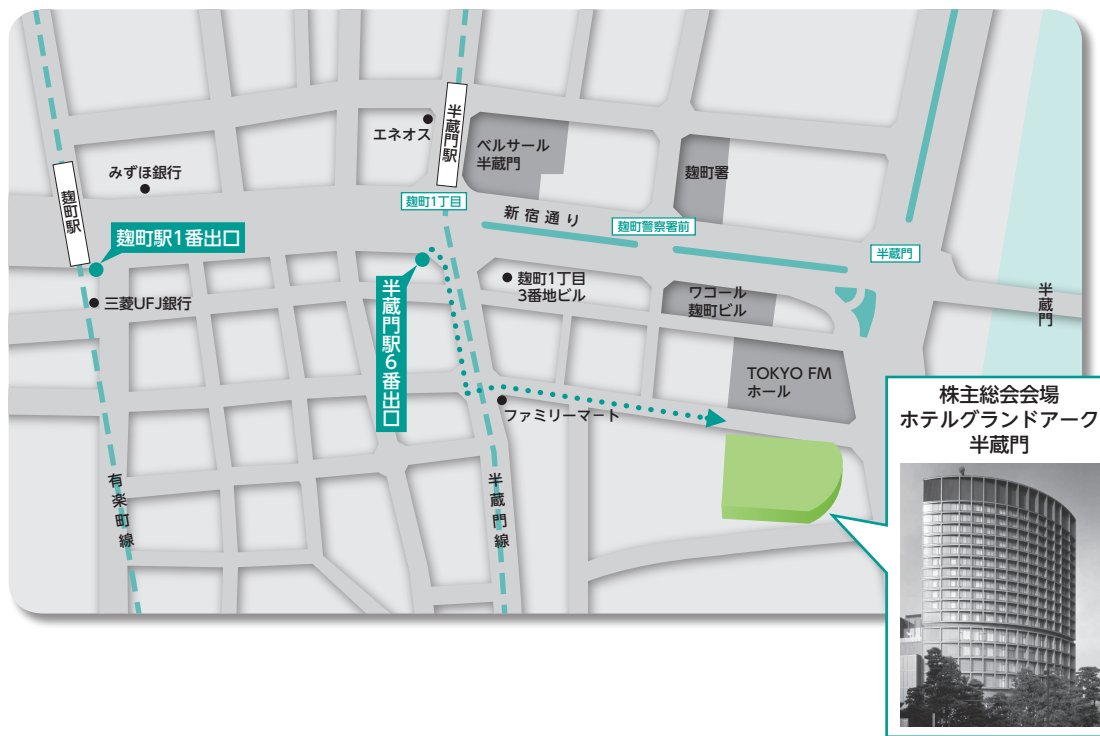 エネオス
半蔵門駅
ベルサール
半蔵門
みずほ銀行
麹町署
麹町駅
麹町1丁目
新宿通り
麹町警察署前
麹町駅1番出口
半蔵門
麹町1丁目
3番地ビル
ワコール
麹町ビル
半蔵門
三菱UFJ銀行
半蔵門駅6番出口
TOKYO FM
ホール
ファミリーマート
株主総会会場
ホテルグランドアーク
半蔵門
有楽町線
半蔵門線